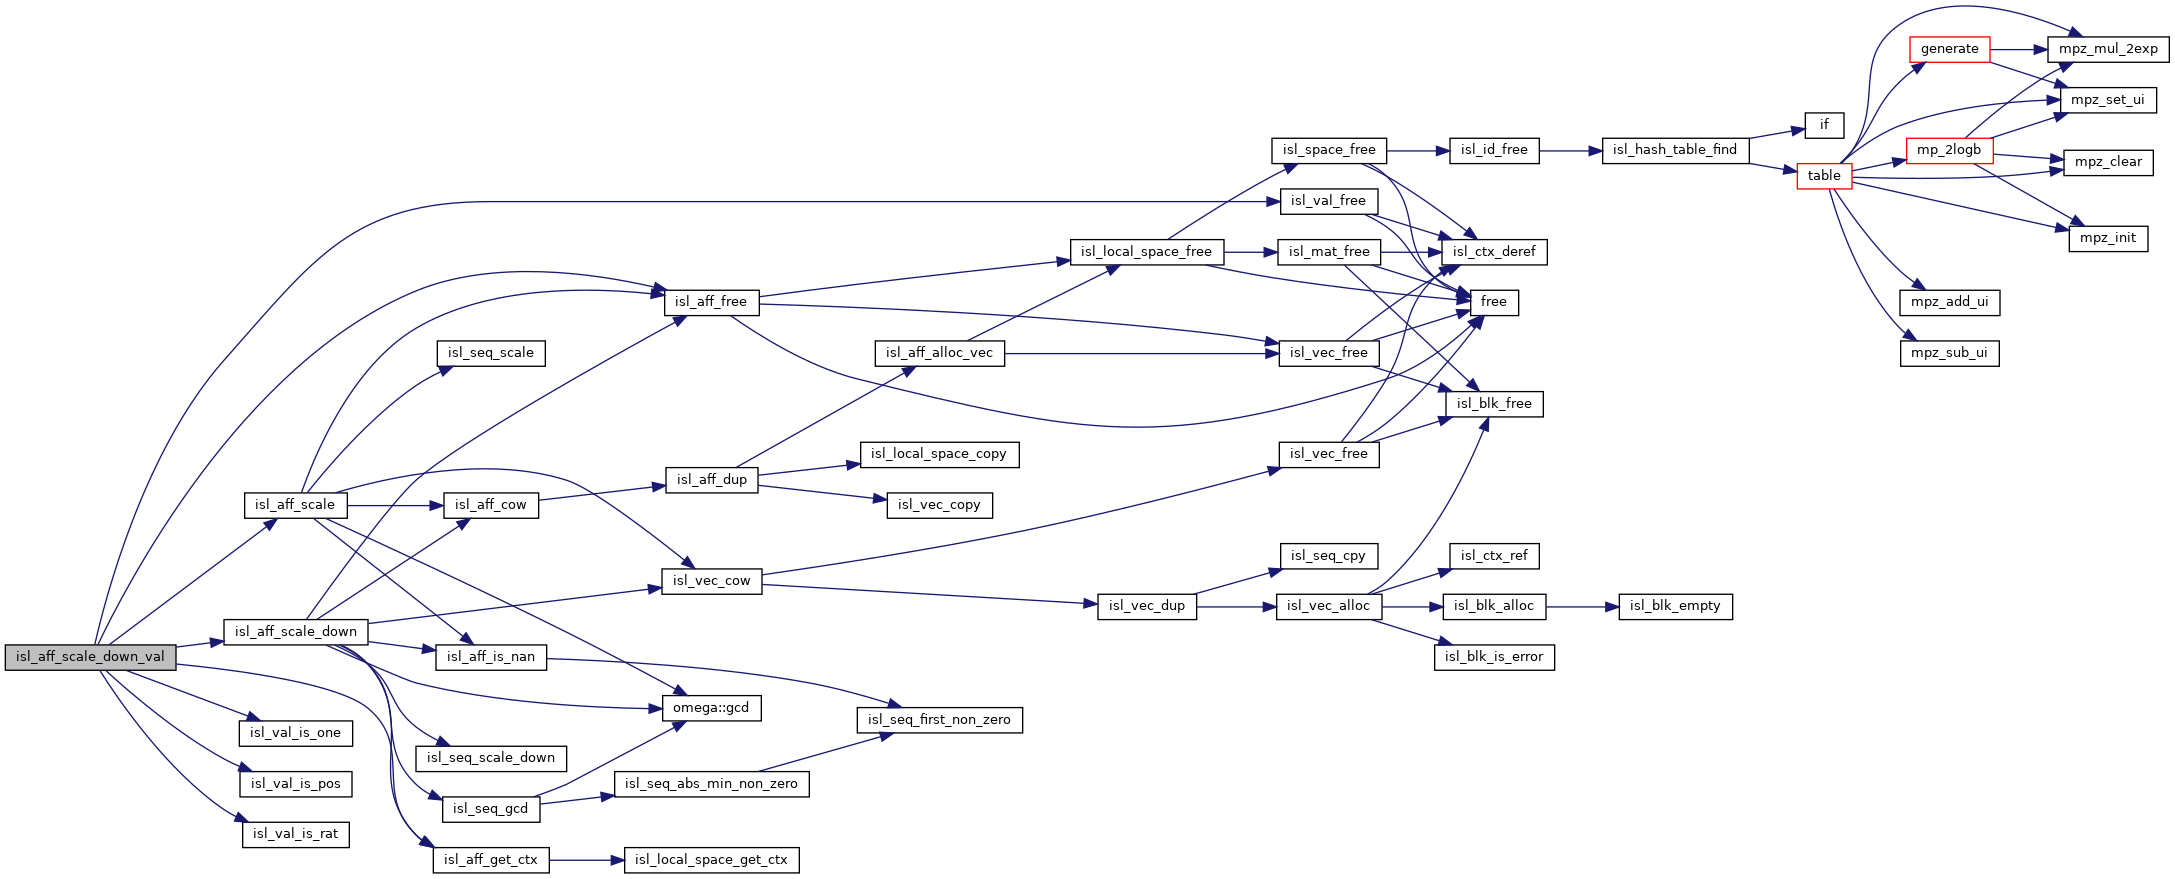 isl_aff_scale_down_val
isl_aff_scale
isl_aff_scale_down
isl_val_is_one
isl_val_is_pos
isl_val_is_rat
isl_seq_scale
isl_aff_cow
isl_aff_is_nan
isl_seq_scale_down
isl_seq_gcd
isl_aff_get_ctx
isl_aff_free
isl_aff_dup
isl_vec_cow
omega::gcd
isl_seq_abs_min_non_zero
isl_local_space_get_ctx
isl_aff_alloc_vec
isl_local_space_copy
isl_vec_copy
isl_seq_first_non_zero
isl_local_space_free
isl_vec_dup
isl_space_free
isl_val_free
isl_mat_free
isl_vec_free
isl_vec_free
isl_seq_cpy
isl_vec_alloc
isl_id_free
isl_ctx_deref
free
isl_blk_free
isl_ctx_ref
isl_blk_alloc
isl_blk_is_error
isl_hash_table_find
isl_blk_empty
if
table
generate
mp_2logb
mpz_add_ui
mpz_sub_ui
mpz_mul_2exp
mpz_set_ui
mpz_clear
mpz_init